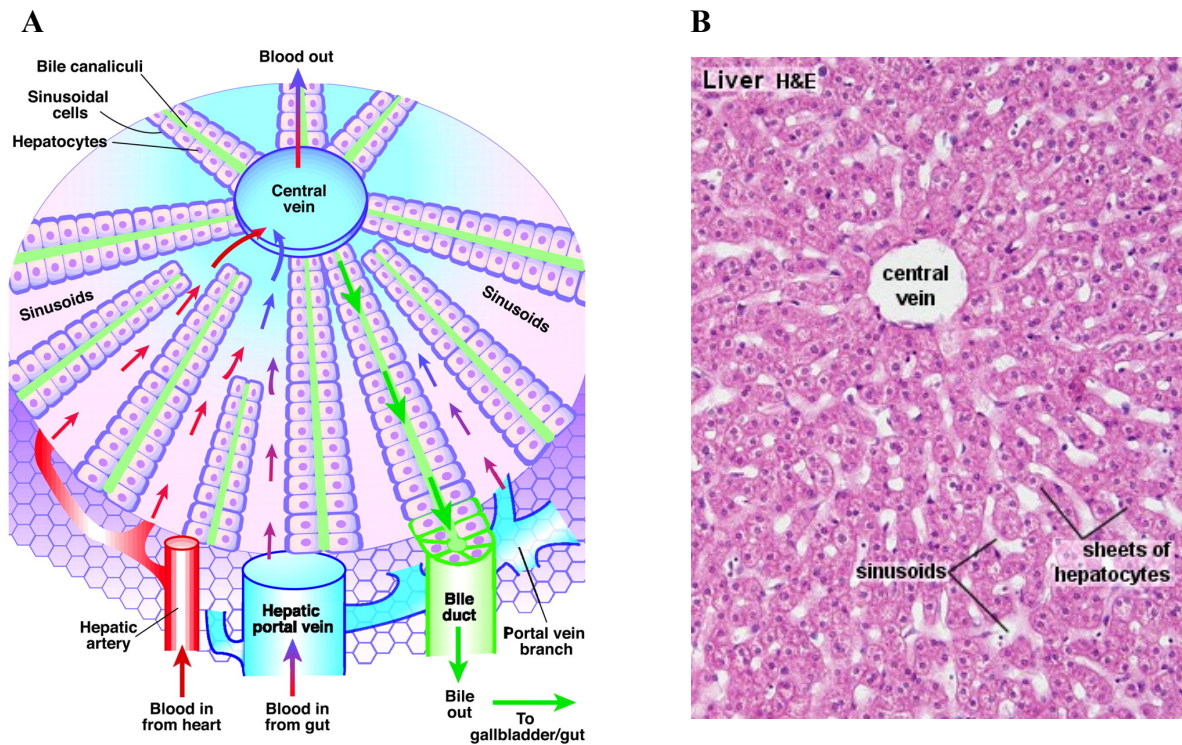 A
Blood out
Bile canaliculi
Sinusoidal
cells
Hepatocytes
Central
vein
Sinusoids
Sinusoids
Hepatic
artery
Hepatic
portal vein
Bile
duct
Portal vein
branch
Blood in
from heart
Blood in
from gut
Bile
out
To
gallbladder/gut
B
Liver H&E
central
vein
sinusoids
sheets of
hepatocytes